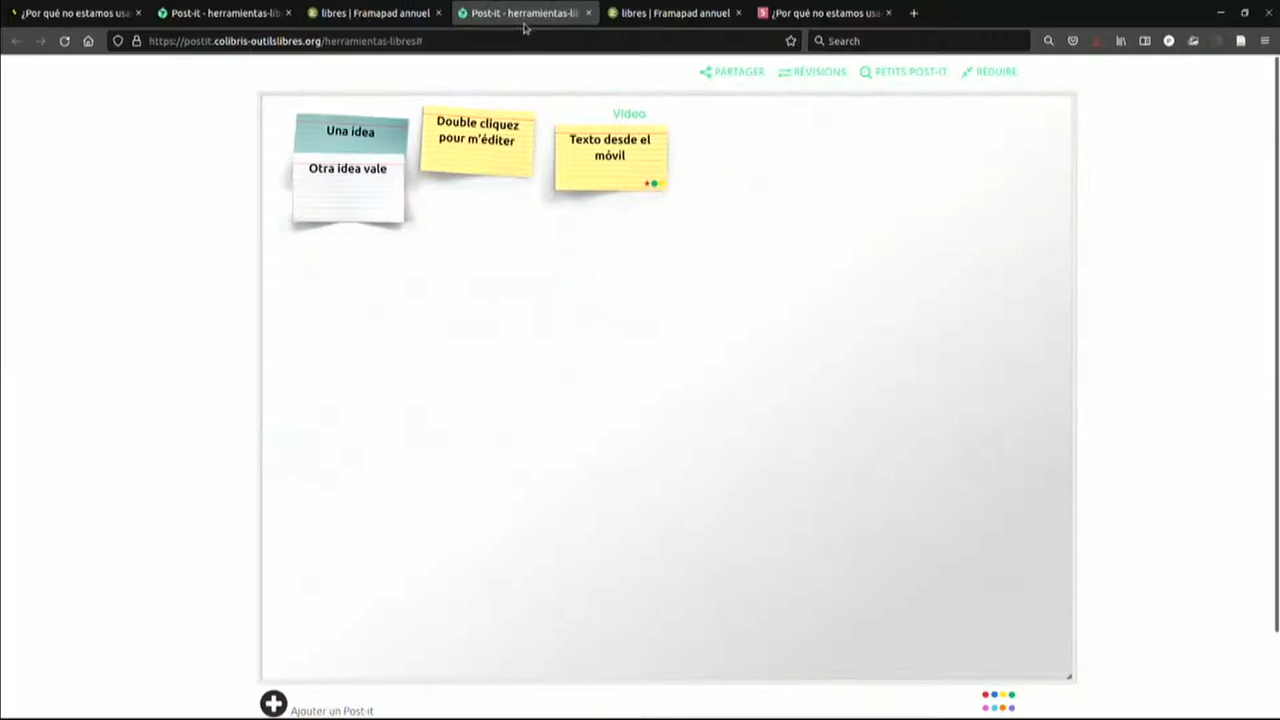 ¿Por qué no estamos usa
Post-it - herramientas-lib
libres | Framapad annuel
Post-it - herramientas-lib
libres | Framapad annuel
¿Por qué no estamos usa
https://postit.colibris-outilslibres.org/herramientas-libres#
Search
PARTAGER
RÉVISIONS
PETITS POST-IT
RÉDUIRE
Una idea
Otra idea vale
Double cliquez
pour m'éditer
Video
Texto desde el
móvil
Ajouter un Post-it